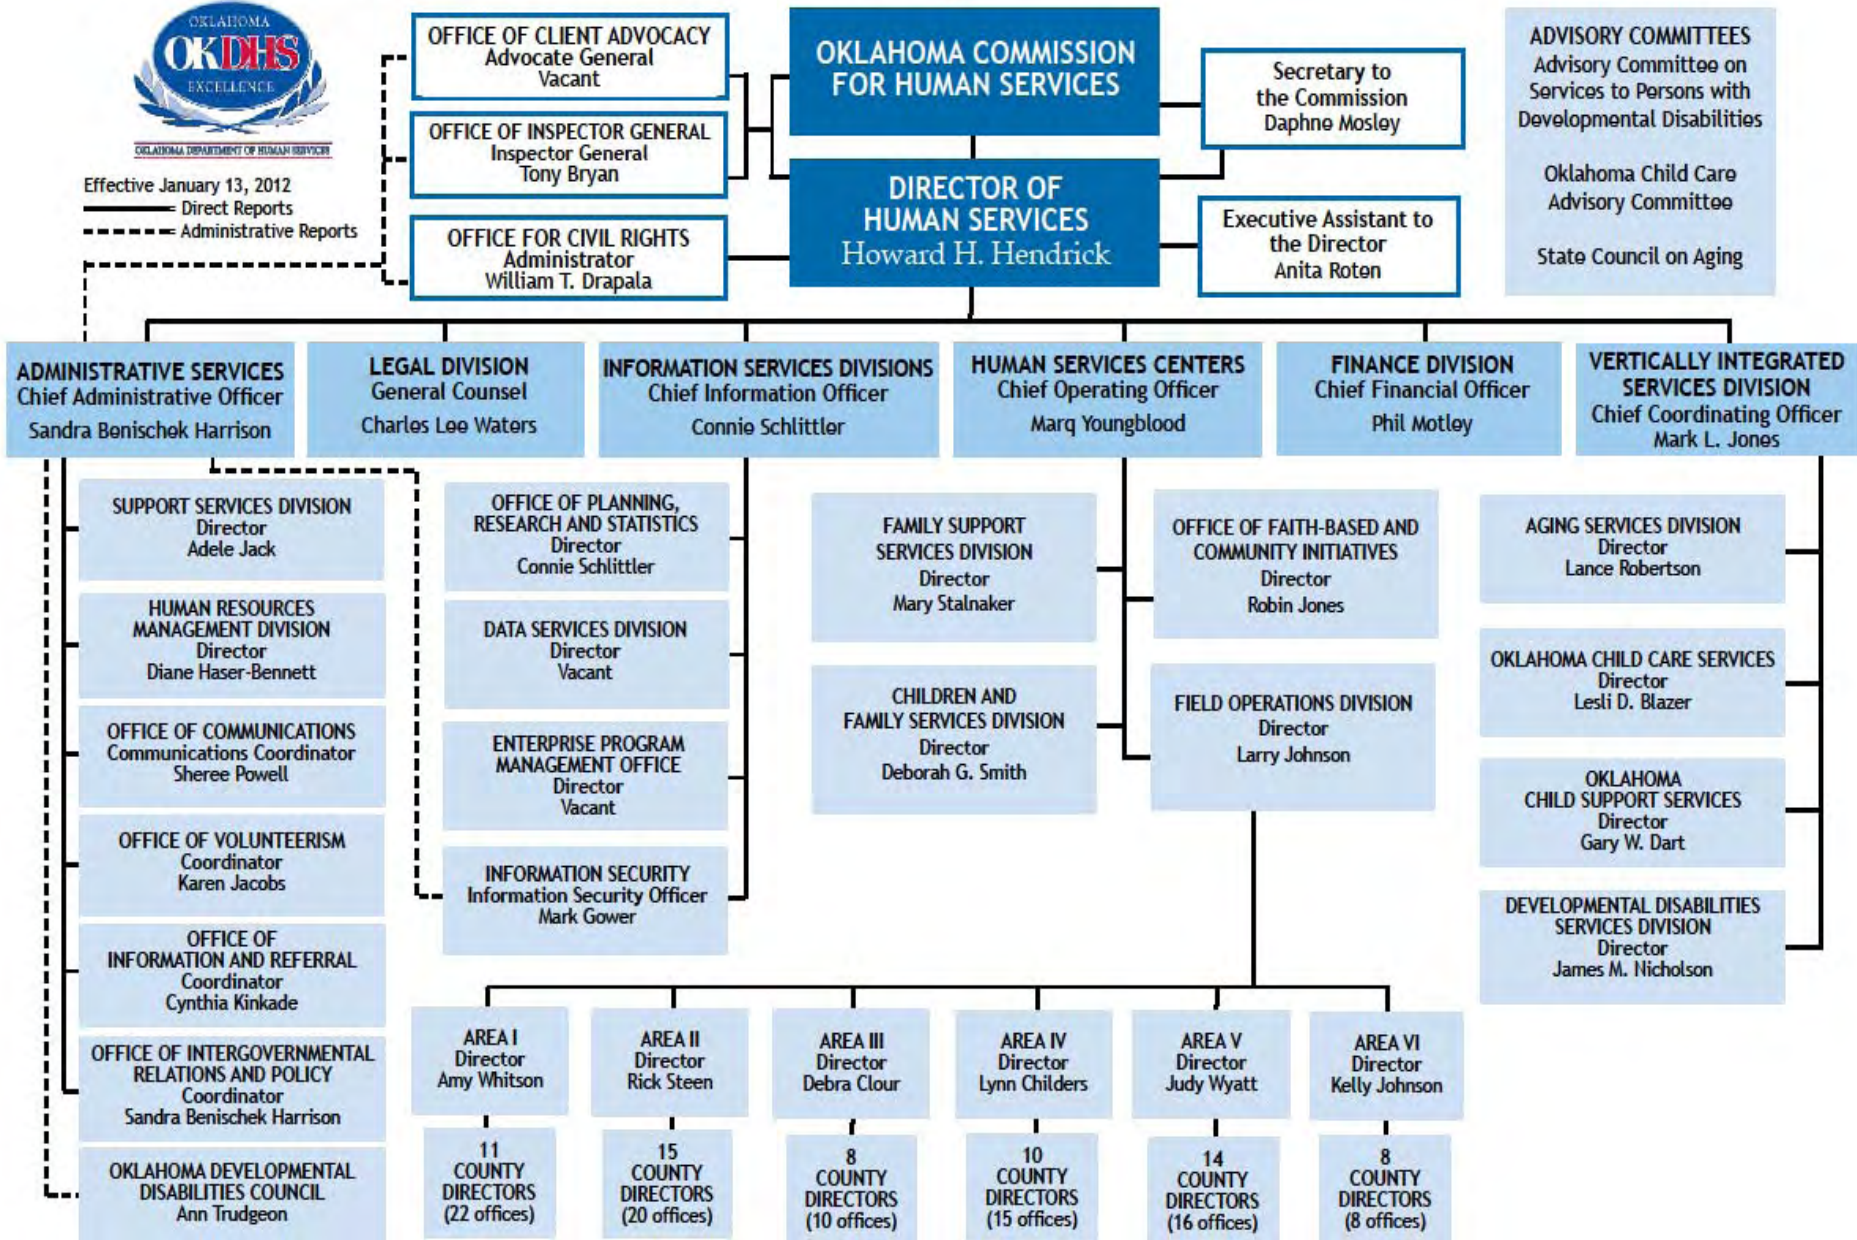 OKLAHOMA
OKDHS
EXCELLENCE
OKLAHOMA DEPARTMENT OF HUMAN SERVICES
Effective January 13, 2012
= Direct Reports
= Administrative Reports
OFFICE OF CLIENT ADVOCACY
Advocate General
Vacant
OFFICE OF INSPECTOR GENERAL
Inspector General
Tony Bryan
OFFICE FOR CIVIL RIGHTS
Administrator
William T. Drapala
OKLAHOMA COMMISSION
FOR HUMAN SERVICES
DIRECTOR OF
HUMAN SERVICES
Howard H. Hendrick
Secretary to
the Commission
Daphne Mosley
Executive Assistant to
the Director
Anita Roten
ADVISORY COMMITTEES
Advisory Committee on
Services to Persons with
Developmental Disabilities
Oklahoma Child Care
Advisory Committee
State Council on Aging
ADMINISTRATIVE SERVICES
Chief Administrative Officer
Sandra Benischek Harrison
LEGAL DIVISION
General Counsel
Charles Lee Waters
INFORMATION SERVICES DIVISIONS
Chief Information Officer
Connie Schlittler
HUMAN SERVICES CENTERS
Chief Operating Officer
Marq Youngblood
FINANCE DIVISION
Chief Financial Officer
Phil Motley
VERTICALLY INTEGRATED
SERVICES DIVISION
Chief Coordinating Officer
Mark L. Jones
SUPPORT SERVICES DIVISION
Director
Adele Jack
HUMAN RESOURCES
MANAGEMENT DIVISION
Director
Diane Haser-Bennett
OFFICE OF COMMUNICATIONS
Communications Coordinator
Sheree Powell
OFFICE OF VOLUNTEERISM
Coordinator
Karen Jacobs
OFFICE OF
INFORMATION AND REFERRAL
Coordinator
Cynthia Kinkade
OFFICE OF INTERGOVERNMENTAL
RELATIONS AND POLICY
Coordinator
Sandra Benischek Harrison
OKLAHOMA DEVELOPMENTAL
DISABILITIES COUNCIL
Ann Trudgeon
OFFICE OF PLANNING,
RESEARCH AND STATISTICS
Director
Connie Schlittler
DATA SERVICES DIVISION
Director
Vacant
ENTERPRISE PROGRAM
MANAGEMENT OFFICE
Director
Vacant
INFORMATION SECURITY
Information Security Officer
Mark Gower
FAMILY SUPPORT
SERVICES DIVISION
Director
Mary Stalnaker
CHILDREN AND
FAMILY SERVICES DIVISION
Director
Deborah G. Smith
OFFICE OF FAITH-BASED AND
COMMUNITY INITIATIVES
Director
Robin Jones
FIELD OPERATIONS DIVISION
Director
Larry Johnson
AGING SERVICES DIVISION
Director
Lance Robertson
OKLAHOMA CHILD CARE SERVICES
Director
Lesli D. Blazer
OKLAHOMA
CHILD SUPPORT SERVICES
Director
Gary W. Dart
DEVELOPMENTAL DISABILITIES
SERVICES DIVISION
Director
James M. Nicholson
AREA I
Director
Amy Whitson
AREA II
Director
Rick Steen
AREA III
Director
Debra Clour
AREA IV
Director
Lynn Childers
AREA V
Director
Judy Wyatt
AREA VI
Director
Kelly Johnson
11
COUNTY
DIRECTORS
(22 offices)
15
COUNTY
DIRECTORS
(20 offices)
8
COUNTY
DIRECTORS
(10 offices)
10
COUNTY
DIRECTORS
(15 offices)
14
COUNTY
DIRECTORS
(16 offices)
8
COUNTY
DIRECTORS
(8 offices)